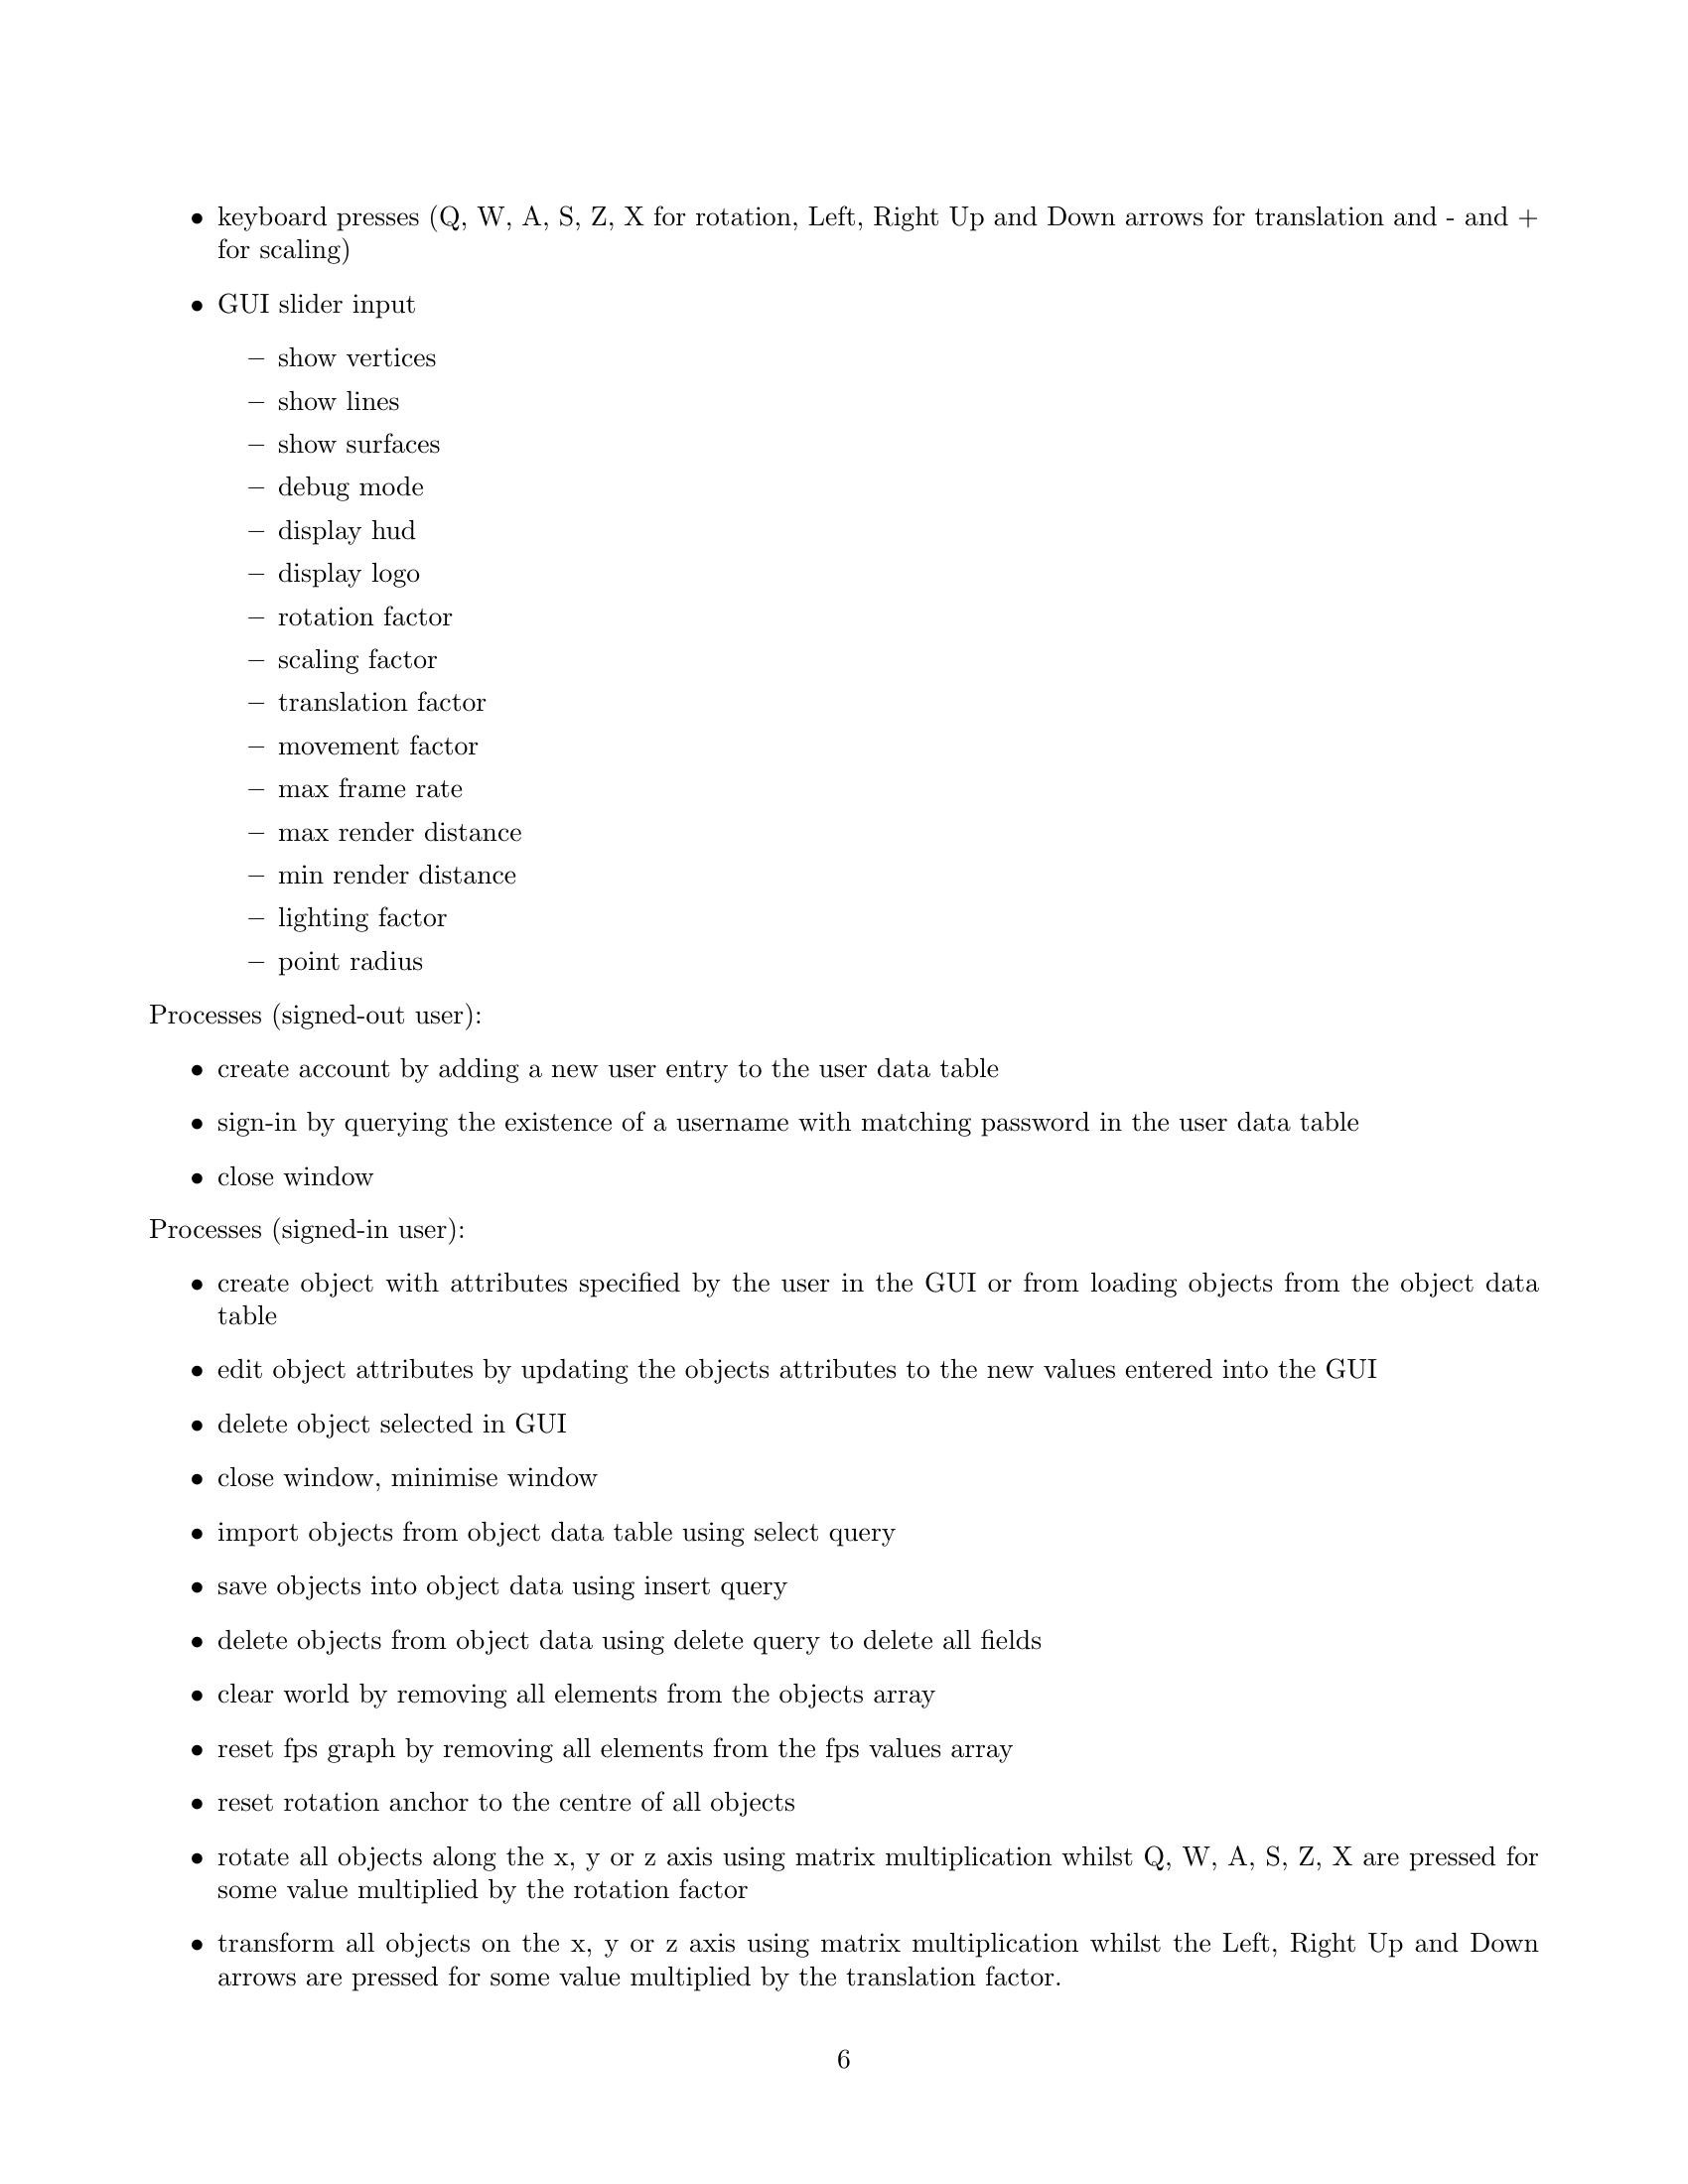 • keyboard presses (Q, W, A, S, Z, X for rotation, Left, Right Up and Down arrows for translation and - and +
for scaling)
• GUI slider input
– show vertices
– show lines
– show surfaces
– debug mode
– display hud
– display logo
– rotation factor
– scaling factor
– translation factor
– movement factor
– max frame rate
– max render distance
– min render distance
– lighting factor
– point radius
Processes (signed-out user):
• create account by adding a new user entry to the user data table
• sign-in by querying the existence of a username with matching password in the user data table
• close window
Processes (signed-in user):
• create object with attributes specified by the user in the GUI or from loading objects from the object data
table
• edit object attributes by updating the objects attributes to the new values entered into the GUI
• delete object selected in GUI
• close window, minimise window
• import objects from object data table using select query
• save objects into object data using insert query
• delete objects from object data using delete query to delete all fields
• clear world by removing all elements from the objects array
• reset fps graph by removing all elements from the fps values array
• reset rotation anchor to the centre of all objects
• rotate all objects along the x, y or z axis using matrix multiplication whilst Q, W, A, S, Z, X are pressed for
some value multiplied by the rotation factor
• transform all objects on the x, y or z axis using matrix multiplication whilst the Left, Right Up and Down
arrows are pressed for some value multiplied by the translation factor.
6